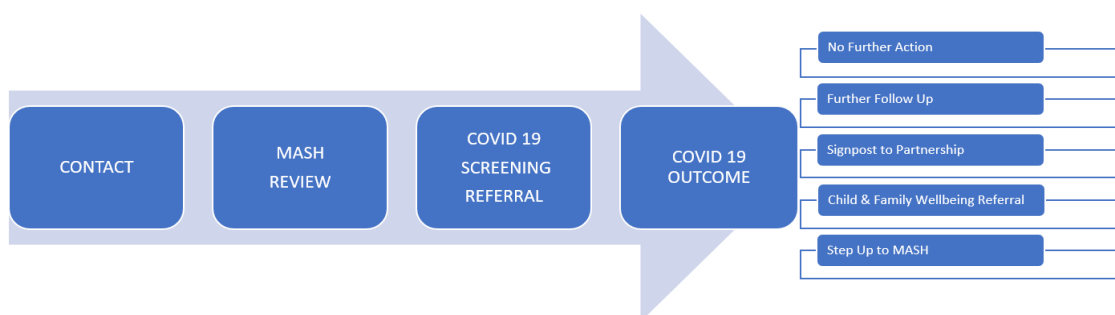 CONTACT
MASH
REVIEW
COVID 19
SCREENING
REFERRAL
COVID 19
OUTCOME
No Further Action
Further Follow Up
Signpost to Partnership
Child & Family Wellbeing Referral
Step Up to MASH